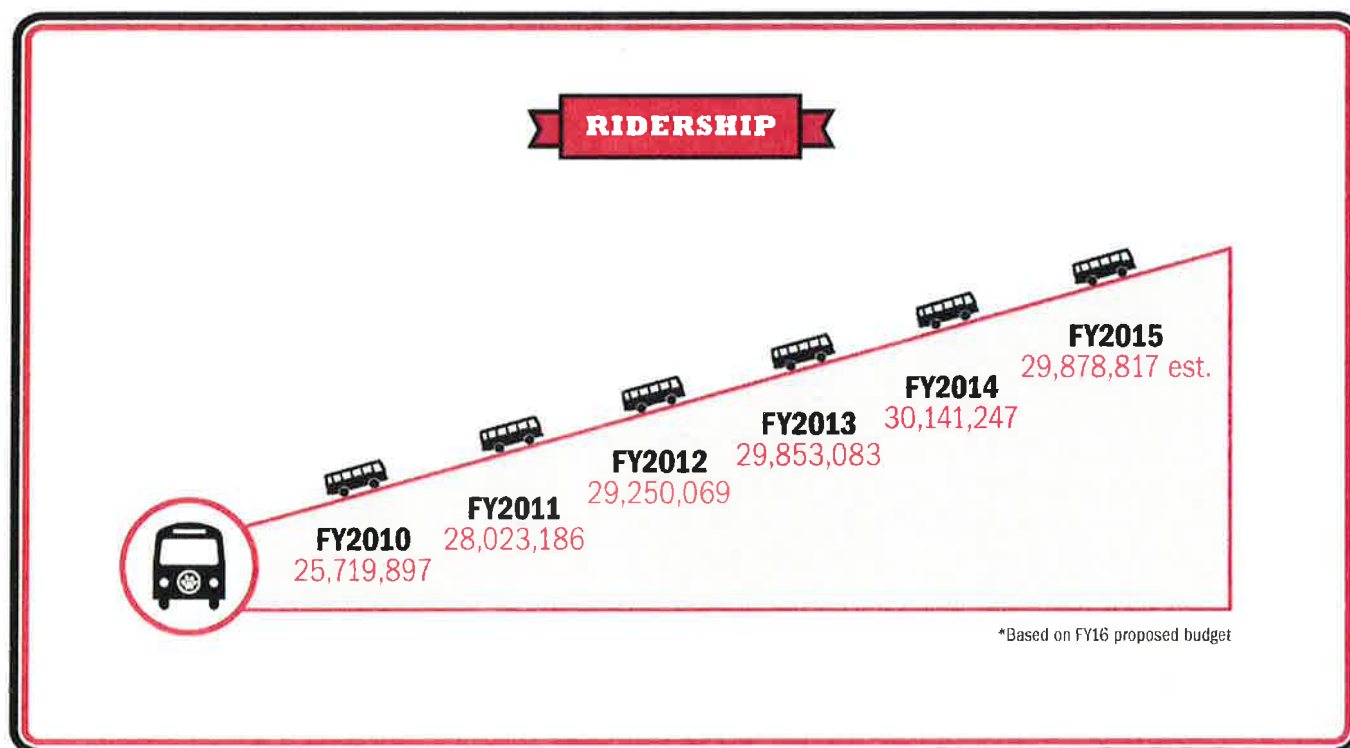 RIDERSHIP
FY2010
25,719,897
FY2011
28,023,186
FY2012
29,250,069
FY2013
29,853,083
FY2014
30,141,247
FY2015
29,878,817 est.
*Based on FY16 proposed budget